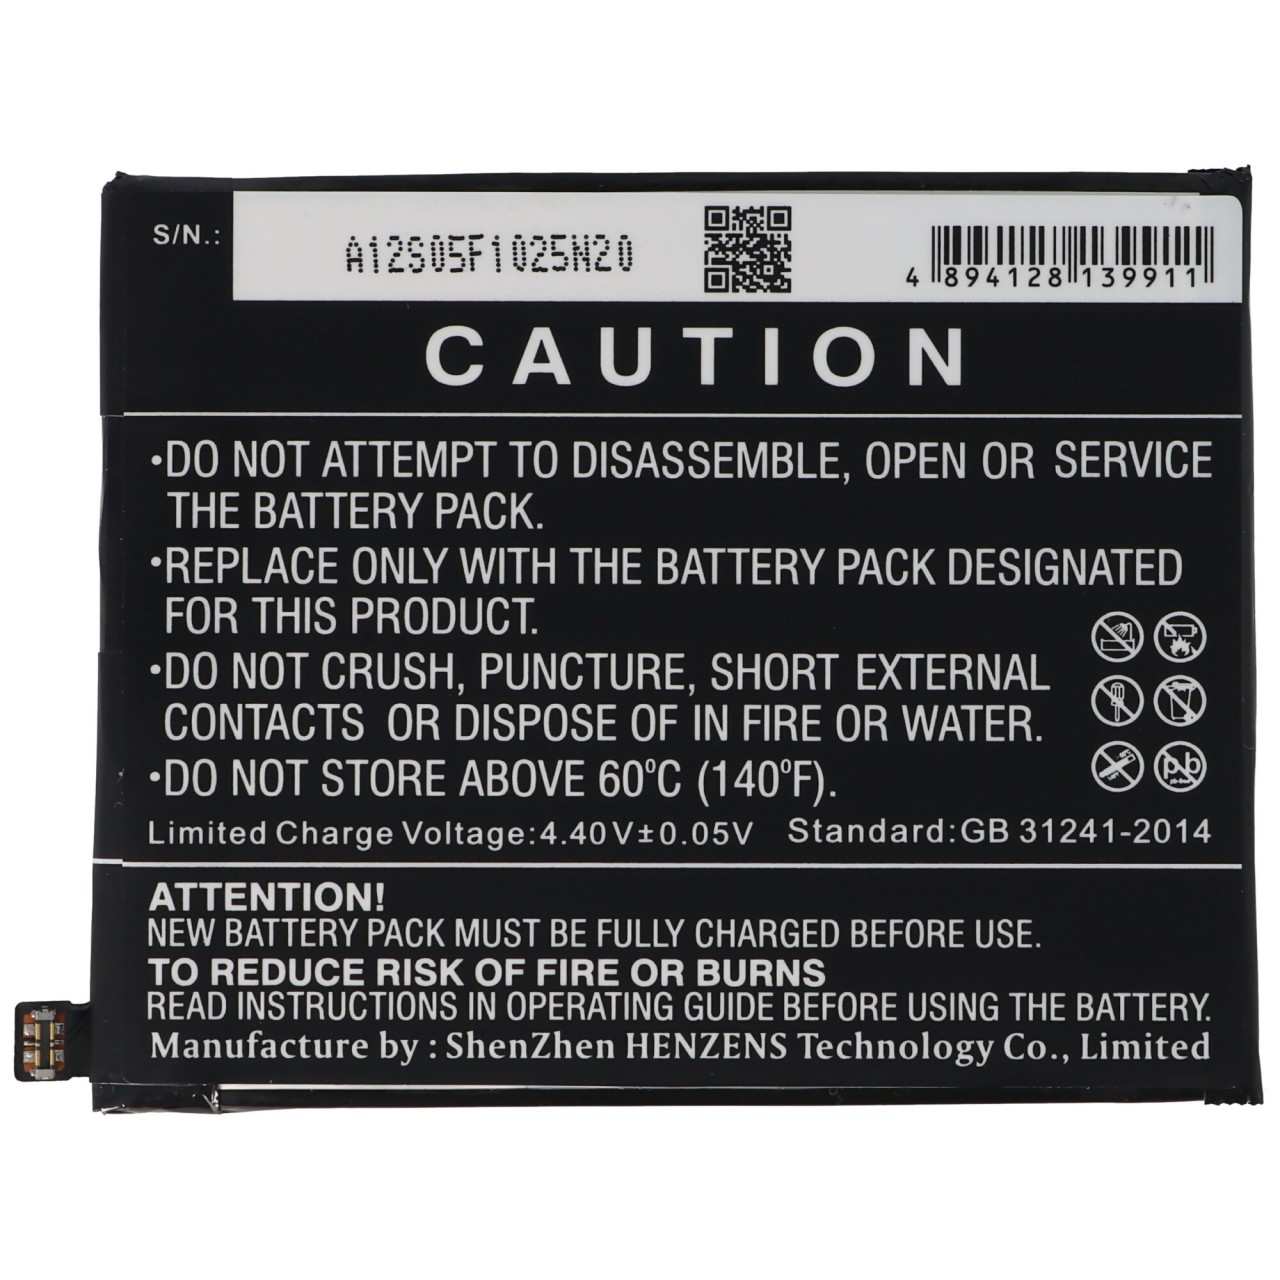 S/N.: A12S05F1025N20
4 894128 139911
CAUTION
•DO NOT ATTEMPT TO DISASSEMBLE, OPEN OR SERVICE
THE BATTERY PACK.
•REPLACE ONLY WITH THE BATTERY PACK DESIGNATED
FOR THIS PRODUCT.
•DO NOT CRUSH, PUNCTURE, SHORT EXTERNAL
CONTACTS OR DISPOSE OF IN FIRE OR WATER.
•DO NOT STORE ABOVE 60ºC (140ºF).
Limited Charge Voltage:4.40V±0.05V Standard:GB 31241-2014
ATTENTION!
NEW BATTERY PACK MUST BE FULLY CHARGED BEFORE USE.
TO REDUCE RISK OF FIRE OR BURNS
READ INSTRUCTIONS IN OPERATING GUIDE BEFORE USING THE BATTERY.
Manufacture by : ShenZhen HENZENS Technology Co., Limited